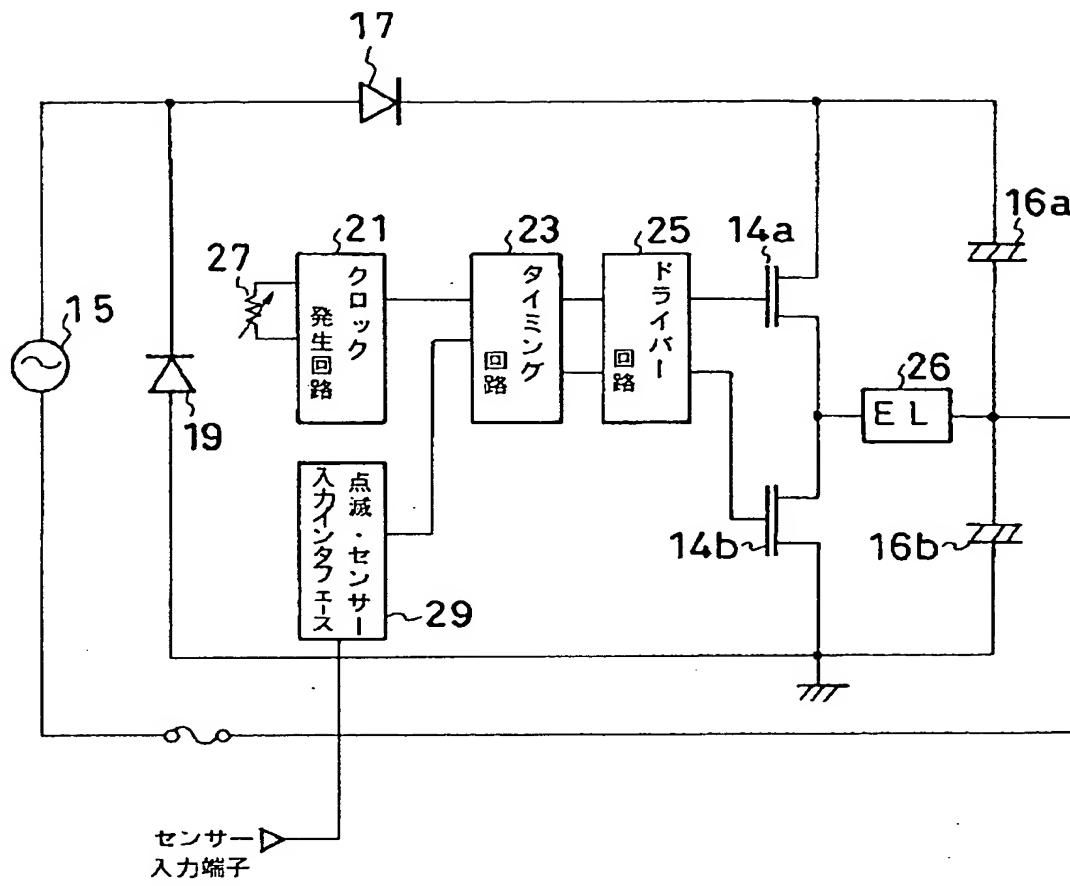 17
16a
21
23
25
14a
27
クロック
発生回路
タイミング
回路
ドライバー
回路
15
19
26
EL
点滅・センサー
入力インタフェース
14b
16b
29
センサー
入力端子